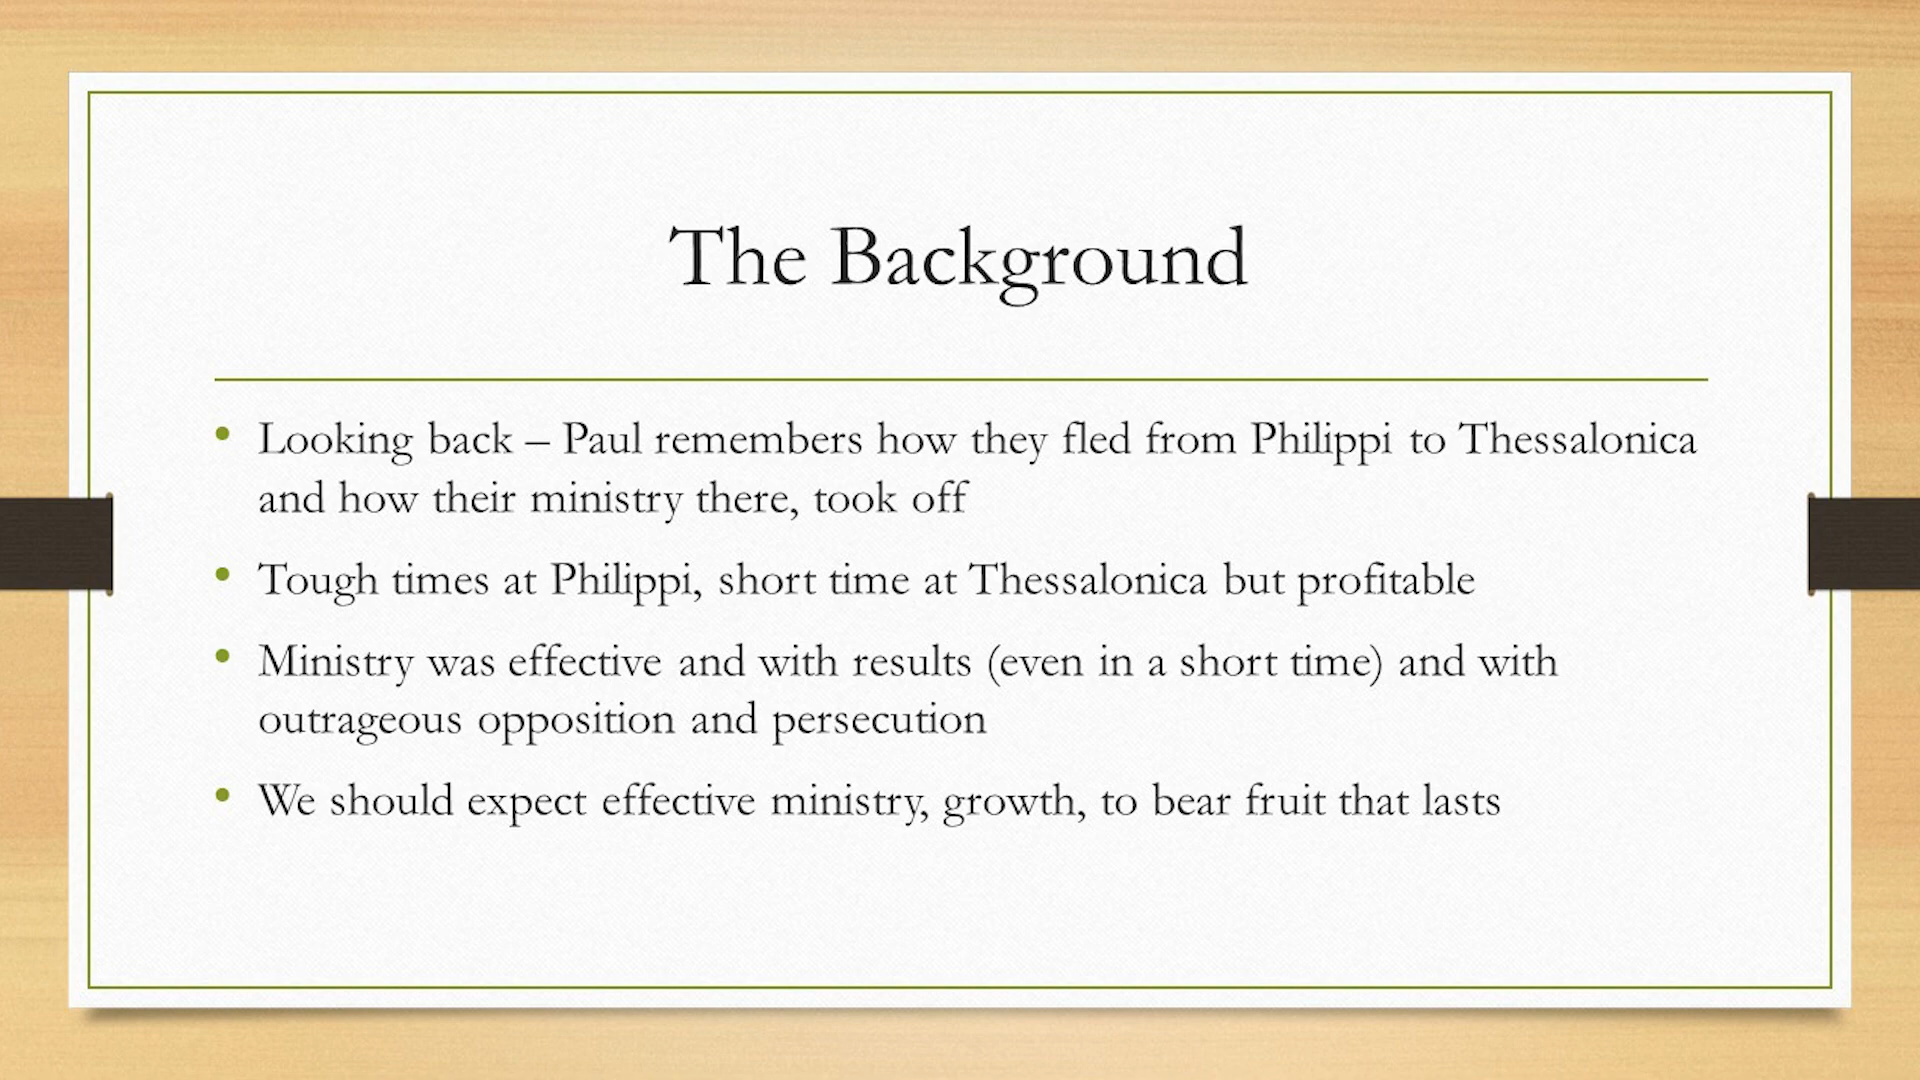 The Background
• Looking back – Paul remembers how they fled from Philippi to Thessalonica
and how their ministry there, took off
• Tough times at Philippi, short time at Thessalonica but profitable
• Ministry was effective and with results (even in a short time) and with
outrageous opposition and persecution
• We should expect effective ministry, growth, to bear fruit that lasts